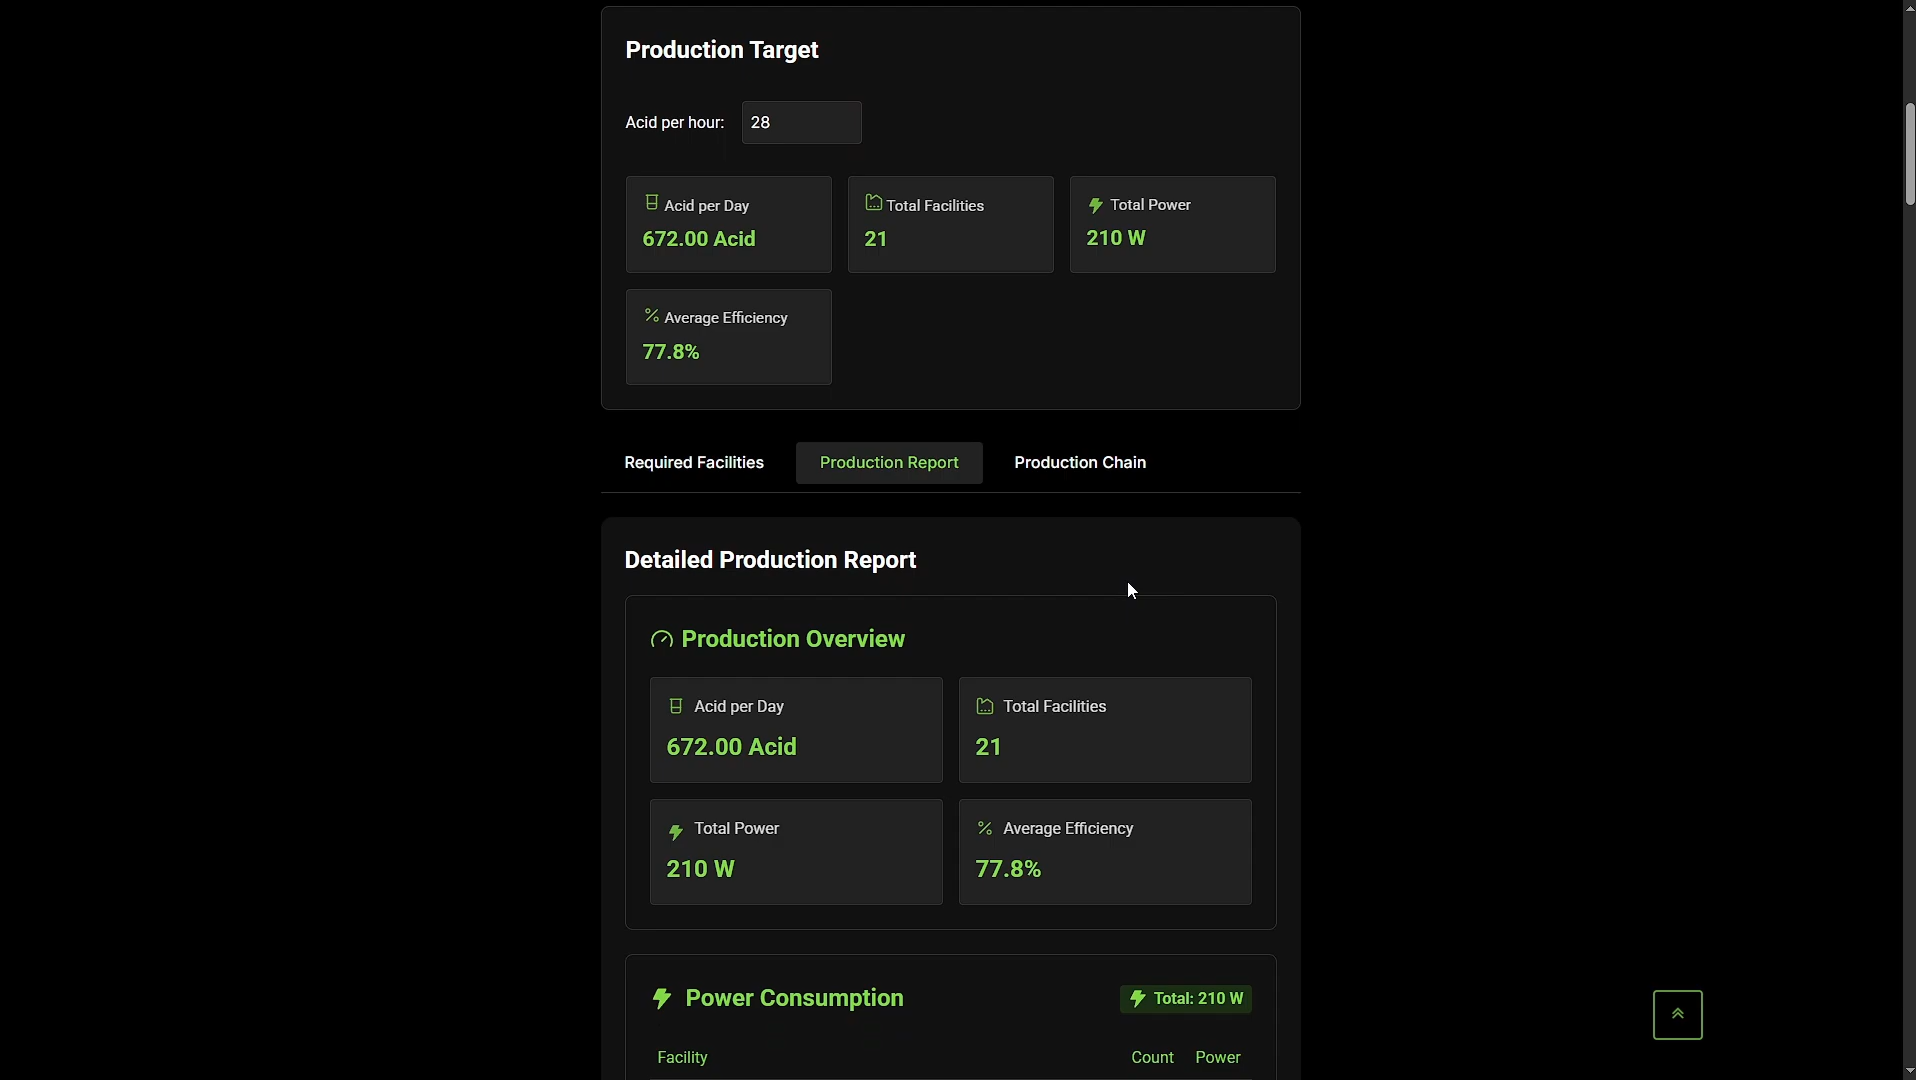 Production Target
Acid per hour: 28
Acid per Day
672.00 Acid
Total Facilities
21
Total Power
210 W
Average Efficiency
77.8%
Required Facilities
Production Report
Production Chain
Detailed Production Report
Production Overview
Acid per Day
672.00 Acid
Total Facilities
21
Total Power
210 W
Average Efficiency
77.8%
Power Consumption
Total: 210 W
Facility Count Power